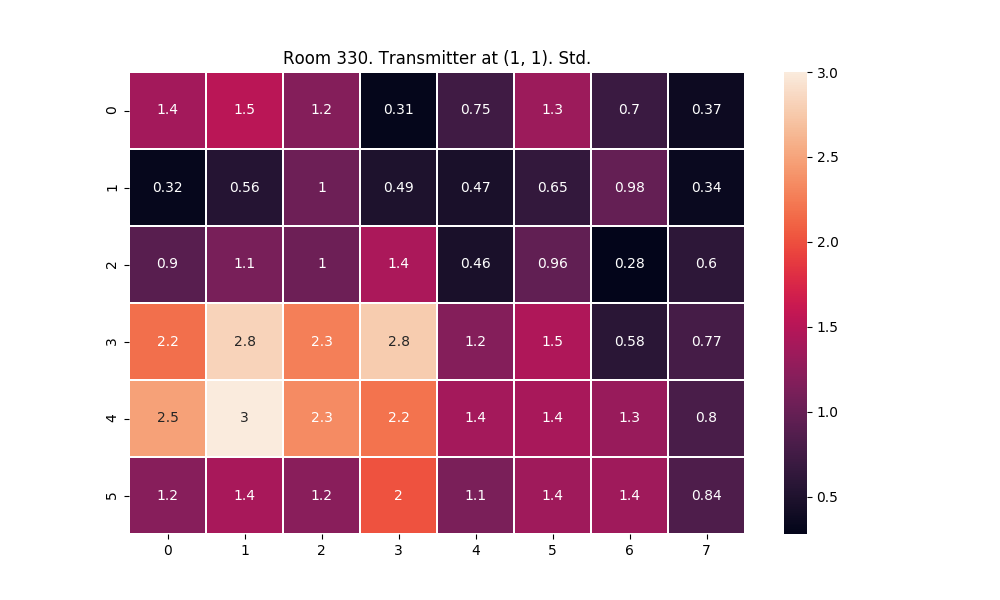 Room 330. Transmitter at (1, 1). Std.
0 1.4 1.5 1.2 0.31 0.75 1.3 0.7 0.37
1 0.32 0.56 1 0.49 0.47 0.65 0.98 0.34
2 0.9 1.1 1 1.4 0.46 0.96 0.28 0.6
3 2.2 2.8 2.3 2.8 1.2 1.5 0.58 0.77
4 2.5 3 2.3 2.2 1.4 1.4 1.3 0.8
5 1.2 1.4 1.2 2 1.1 1.4 1.4 0.84
0 1 2 3 4 5 6 7
3.0
2.5
2.0
1.5
1.0
0.5